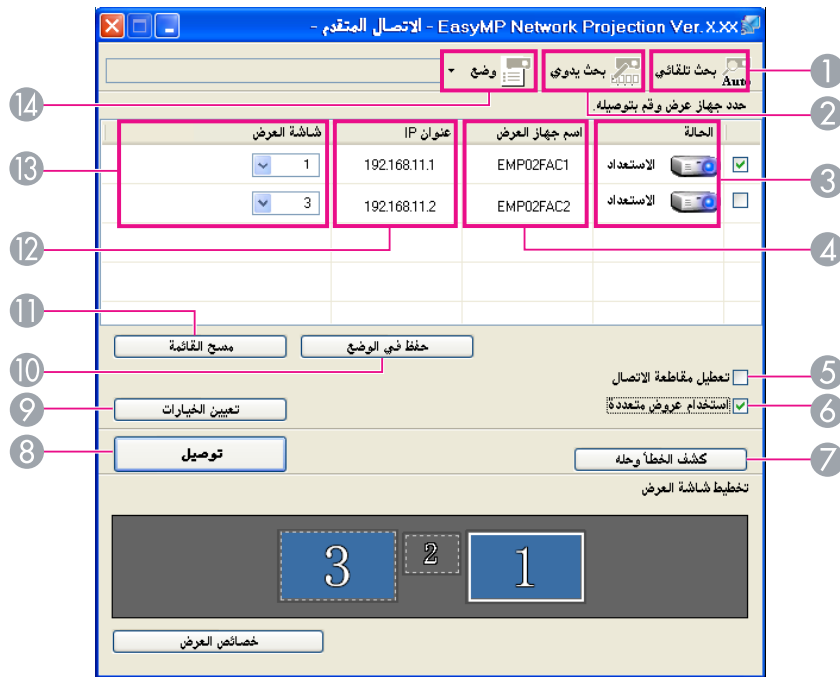 EasyMP Network Projection Ver.X.XX - الاتصال المتقدم -
Auto بحث تلقائي
بحث يدوي
وضع
حدد جهاز عرض وقم بتوصيله.
الحالة اسم جهاز العرض عنوان IP شاشة العرض
الاستعداد EMP02FAC1 192.168.11.1 1
الاستعداد EMP02FAC2 192.168.11.2 3
حفظ في الوضع مسح القائمة
تعطيل مقاطعة الاتصال
استخدام عروض متعددة
تعيين الخيارات
توصيل
كشف الخطأ وحله
تخطيط شاشة العرض
1 2 3
خصائص العرض
1
2
3
4
5
6
7
8
9
10
11
12
13
14